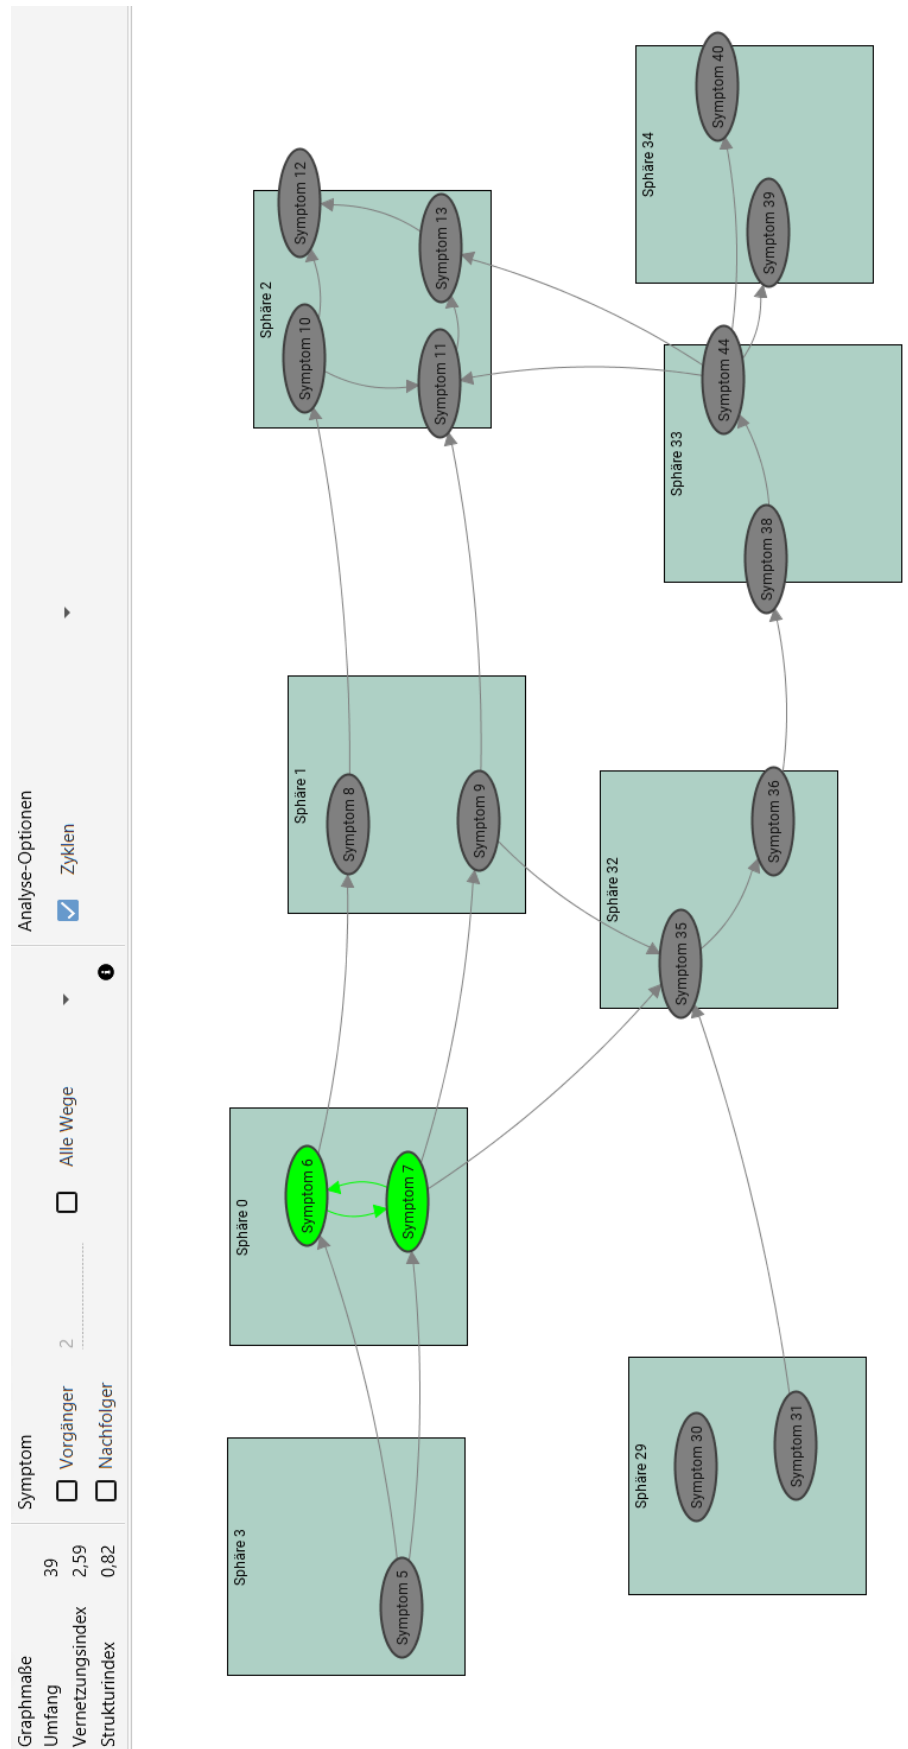 Graphmaße
Umfang 39
Vernetzungsindex 2,59
Strukturindex 0,82
Symptom
Vorgänger 2
Nachfolger
Alle Wege
Analyse-Optionen
Zyklen
Sphäre 3
Symptom 5
Sphäre 0
Symptom 6
Symptom 7
Sphäre 1
Symptom 8
Symptom 9
Sphäre 2
Symptom 10
Symptom 12
Symptom 11
Symptom 13
Sphäre 29
Symptom 30
Symptom 31
Sphäre 32
Symptom 35
Symptom 36
Sphäre 33
Symptom 44
Symptom 38
Sphäre 34
Symptom 40
Symptom 39